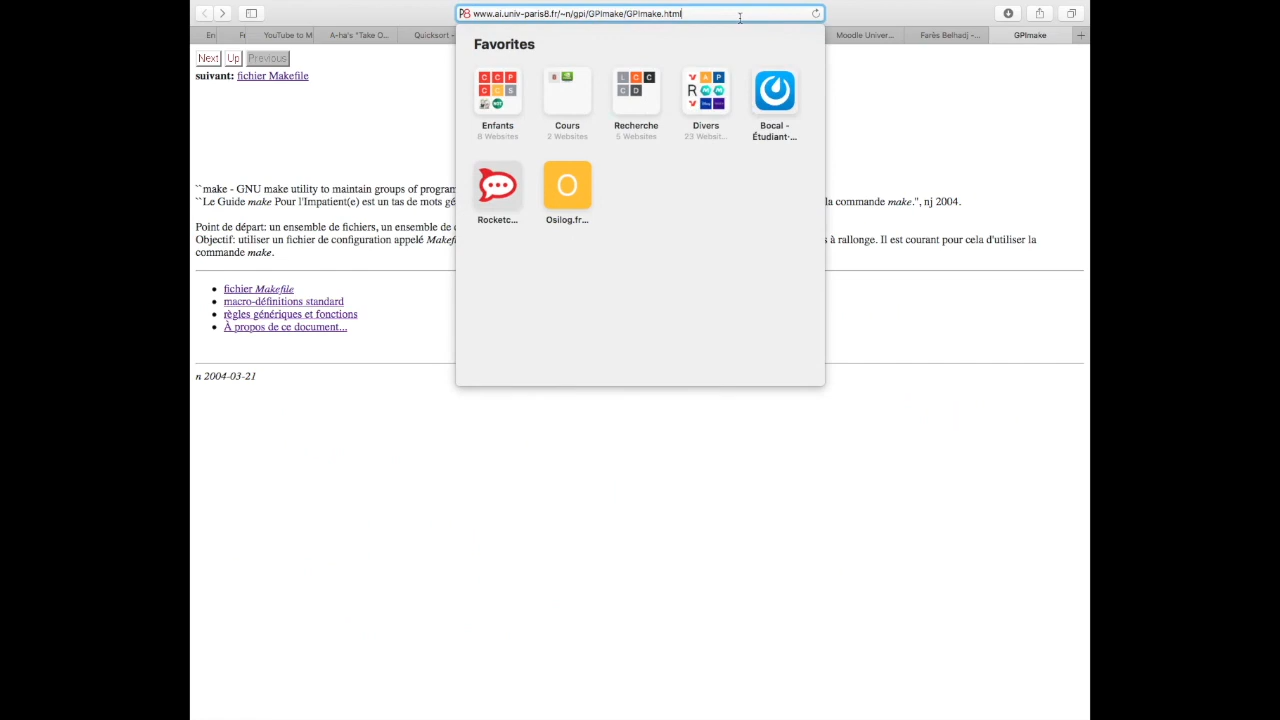 www.ai.univ-paris8.fr/~n/gpi/GPImake/GPImake.html
En
Fr
YouTube to M
A-ha's "Take O...
Quicksort -
Moodle Univer...
Farès Belhadj -...
GPImake
Next Up Previous
suivant: fichier Makefile
Favorites
Enfants
8 Websites
Cours
2 Websites
Recherche
5 Websites
Divers
23 Websit...
Bocal -
Étudiant·...
Rocketc...
O
Osilog.fr...
``make - GNU make utility to maintain groups of program
``Le Guide make Pour l'Impatient(e) est un tas de mots gé
la commande make.", nj 2004.
Point de départ: un ensemble de fichiers, un ensemble de
Objectif: utiliser un fichier de configuration appelé Makef
s à rallonge. Il est courant pour cela d'utiliser la
commande make.
fichier Makefile
macro-définitions standard
règles génériques et fonctions
À propos de ce document...
n 2004-03-21